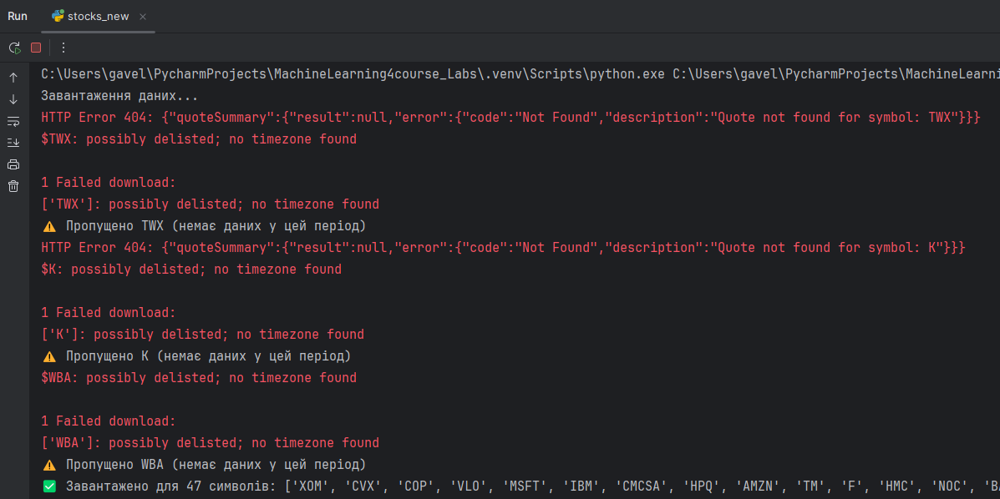 Run stocks_new
C:\Users\gavel\PycharmProjects\MachineLearning4course_Labs\.venv\Scripts\python.exe C:\Users\gavel\PycharmProjects\MachineLearni
Завантаження даних...
HTTP Error 404: {"quoteSummary":{"result":null,"error":{"code":"Not Found","description":"Quote not found for symbol: TWX"}}}
$TWX: possibly delisted; no timezone found
1 Failed download:
['TWX']: possibly delisted; no timezone found
⚠️ Пропущено TWX (немає даних у цей період)
HTTP Error 404: {"quoteSummary":{"result":null,"error":{"code":"Not Found","description":"Quote not found for symbol: K"}}}
$K: possibly delisted; no timezone found
1 Failed download:
['K']: possibly delisted; no timezone found
⚠️ Пропущено K (немає даних у цей період)
$WBA: possibly delisted; no timezone found
1 Failed download:
['WBA']: possibly delisted; no timezone found
⚠️ Пропущено WBA (немає даних у цей період)
✅ Завантажено для 47 символів: ['XOM', 'CVX', 'COP', 'VLO', 'MSFT', 'IBM', 'CMCSA', 'HPQ', 'AMZN', 'TM', 'F', 'HMC', 'NOC', 'BA